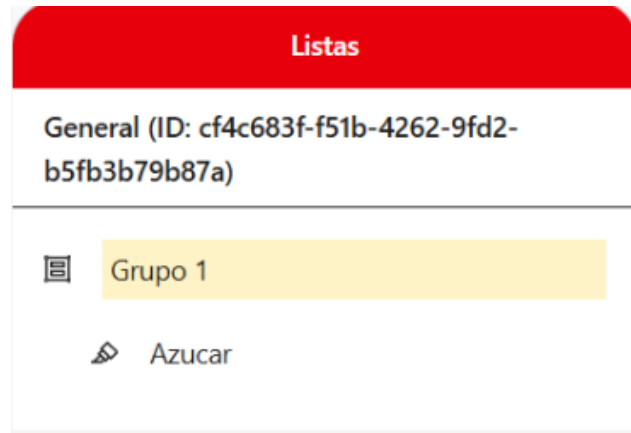 Listas
General (ID: cf4c683f-f51b-4262-9fd2-
b5fb3b79b87a)
Grupo 1
Azucar